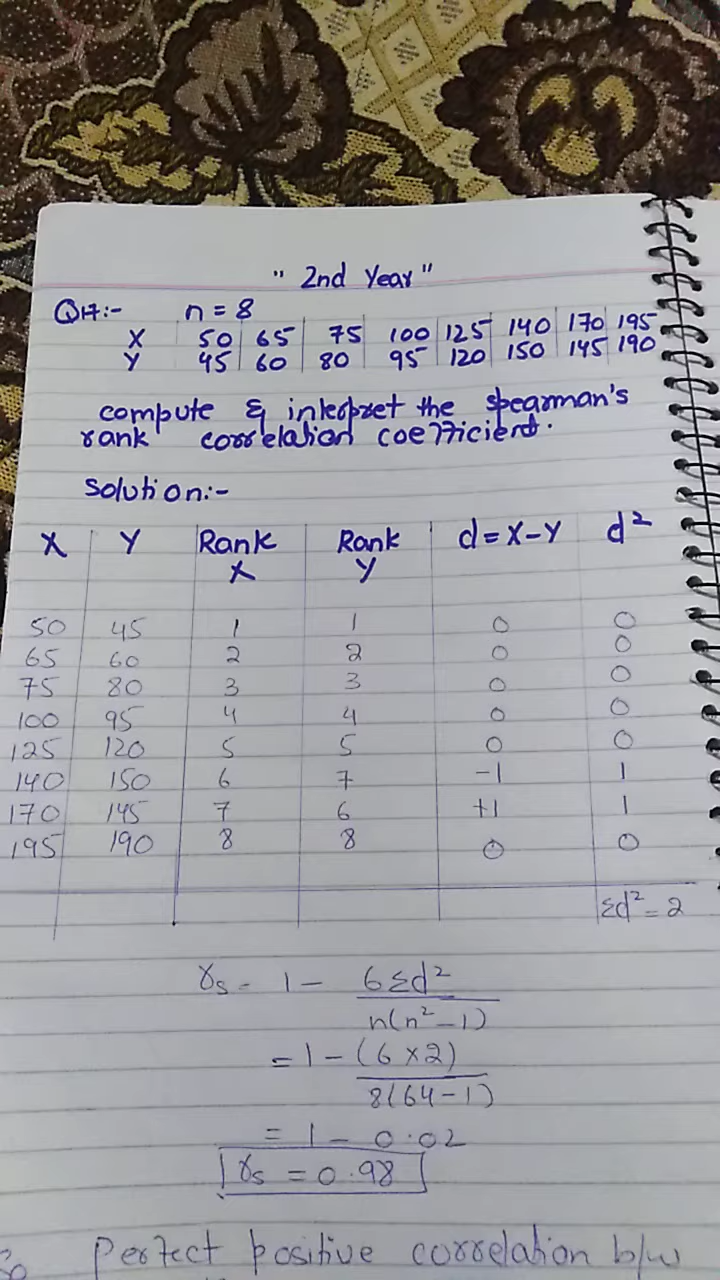 " 2nd Year "
Q17:- n = 8
X 50 65 75 100 125 140 170 195
Y 45 60 80 95 120 150 145 190
compute & interpret the spearman's
rank correlation coefficient.
Solution:-
X Y Rank X Rank Y d = X - Y d²
50 45 1 1 0 0
65 60 2 2 0 0
75 80 3 3 0 0
100 95 4 4 0 0
125 120 5 5 0 0
140 150 6 7 -1 1
170 145 7 6 +1 1
195 190 8 8 0 0
Σd² = 2
rs = 1 - 6Σd² / n(n² - 1)
= 1 - (6 × 2) / 8(64 - 1)
= 1 - 0.02
rs = 0.98
So Perfect positive correlation b/w